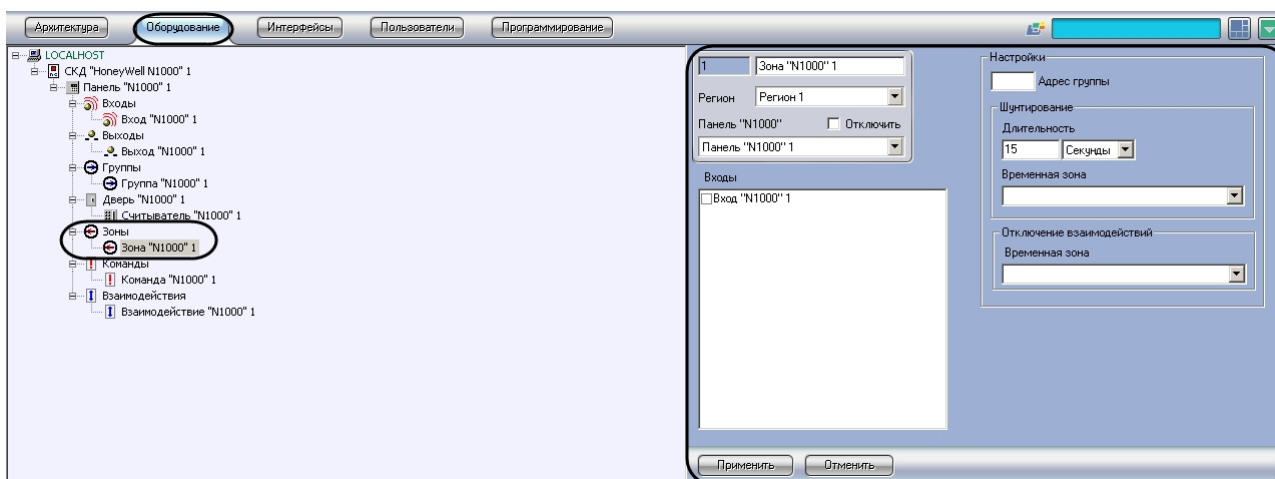 Архитектура Оборудование Интерфейсы Пользователи Программирование
LOCALHOST
СКД "HoneyWell N1000" 1
Панель "N1000" 1
Входы
Вход "N1000" 1
Выходы
Выход "N1000" 1
Группы
Группа "N1000" 1
Дверь "N1000" 1
Считыватель "N1000" 1
Зоны
Зона "N1000" 1
Команды
Команда "N1000" 1
Взаимодействия
Взаимодействие "N1000" 1
1 Зона "N1000" 1
Регион Регион 1
Панель "N1000" Отключить
Панель "N1000" 1
Входы
Вход "N1000" 1
Настройки
Адрес группы
Шунтирование
Длительность
15 Секунды
Временная зона
Отключение взаимодействий
Временная зона
Применить Отменить